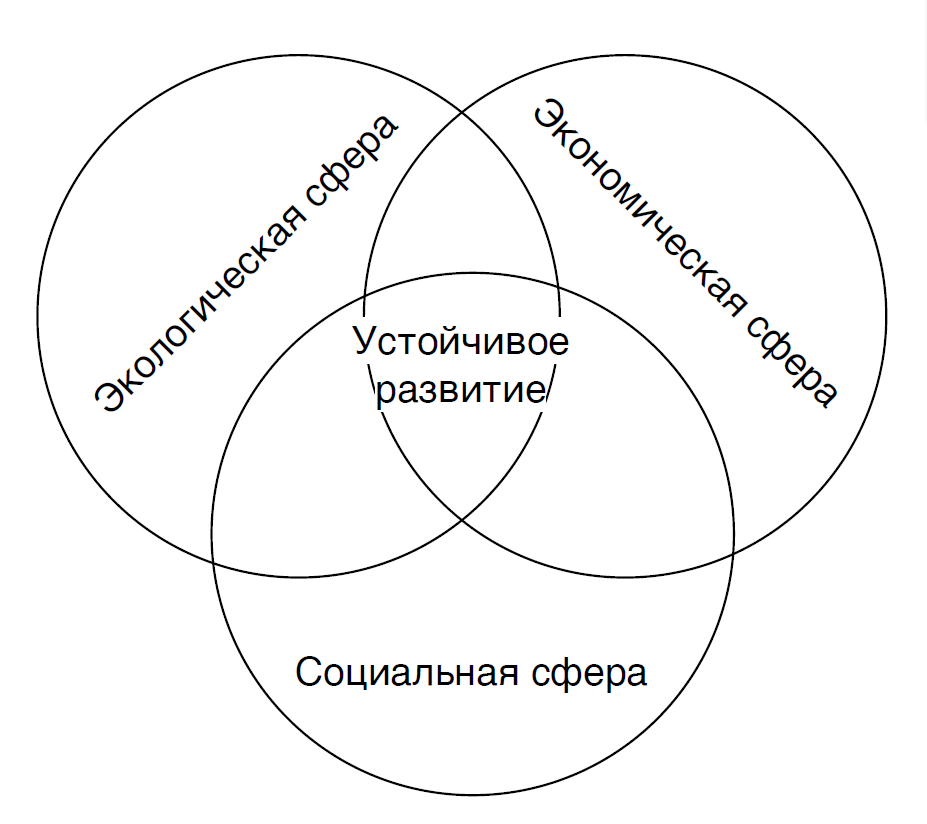 Экологическая сфера
Экономическая сфера
Устойчивое
развитие
Социальная сфера